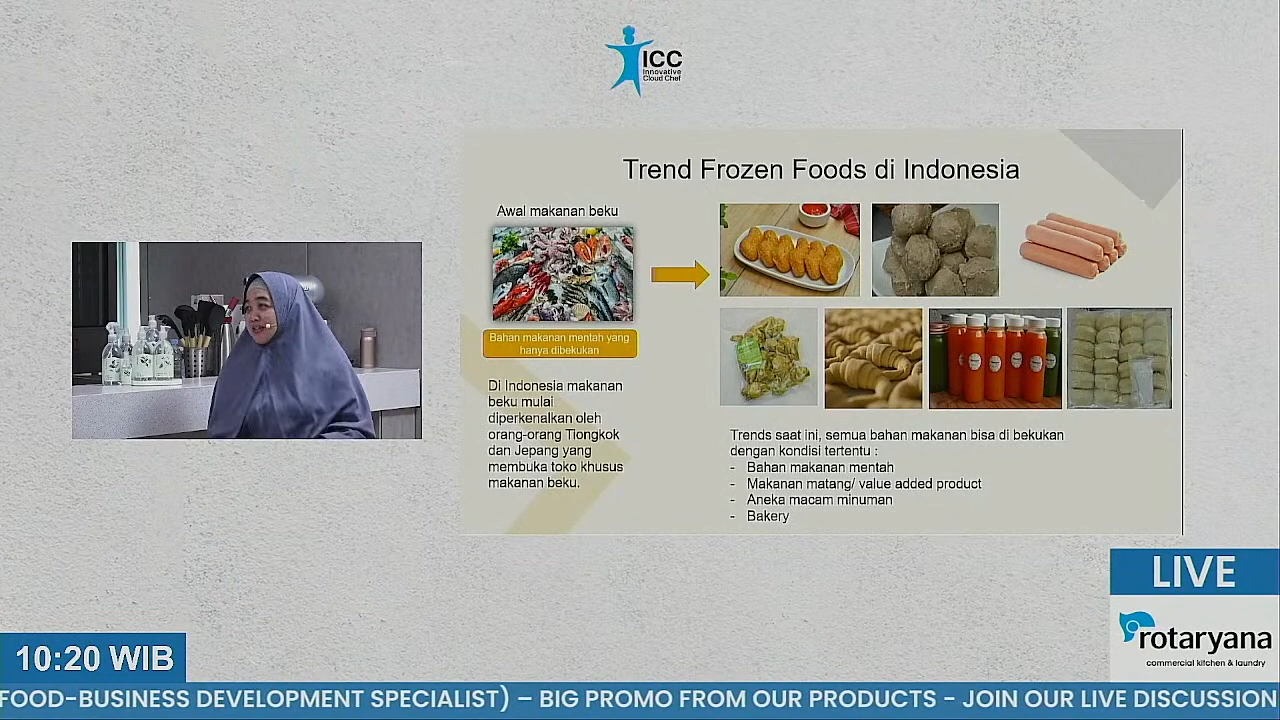 ICC
Innovative
Cloud Chef
Trend Frozen Foods di Indonesia
Awal makanan beku
Bahan makanan mentah yang
hanya dibekukan
Di Indonesia makanan
beku mulai
diperkenalkan oleh
orang-orang Tiongkok
dan Jepang yang
membuka toko khusus
makanan beku.
Trends saat ini, semua bahan makanan bisa di bekukan
dengan kondisi tertentu :
- Bahan makanan mentah
- Makanan matang/ value added product
- Aneka macam minuman
- Bakery
LIVE
rotaryana
commercial kitchen & laundry
10:20 WIB
FOOD-BUSINESS DEVELOPMENT SPECIALIST) – BIG PROMO FROM OUR PRODUCTS - JOIN OUR LIVE DISCUSSION